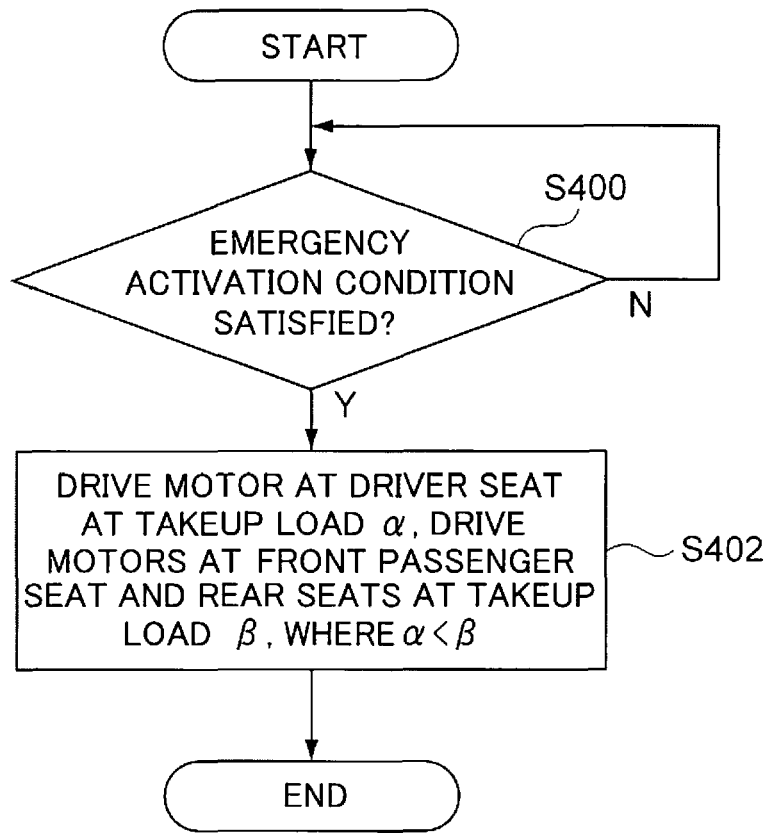 START
S400
EMERGENCY
ACTIVATION CONDITION
SATISFIED?
N
Y
DRIVE MOTOR AT DRIVER SEAT
AT TAKEUP LOAD α, DRIVE
MOTORS AT FRONT PASSENGER
SEAT AND REAR SEATS AT TAKEUP
LOAD β, WHERE α<β
S402
END